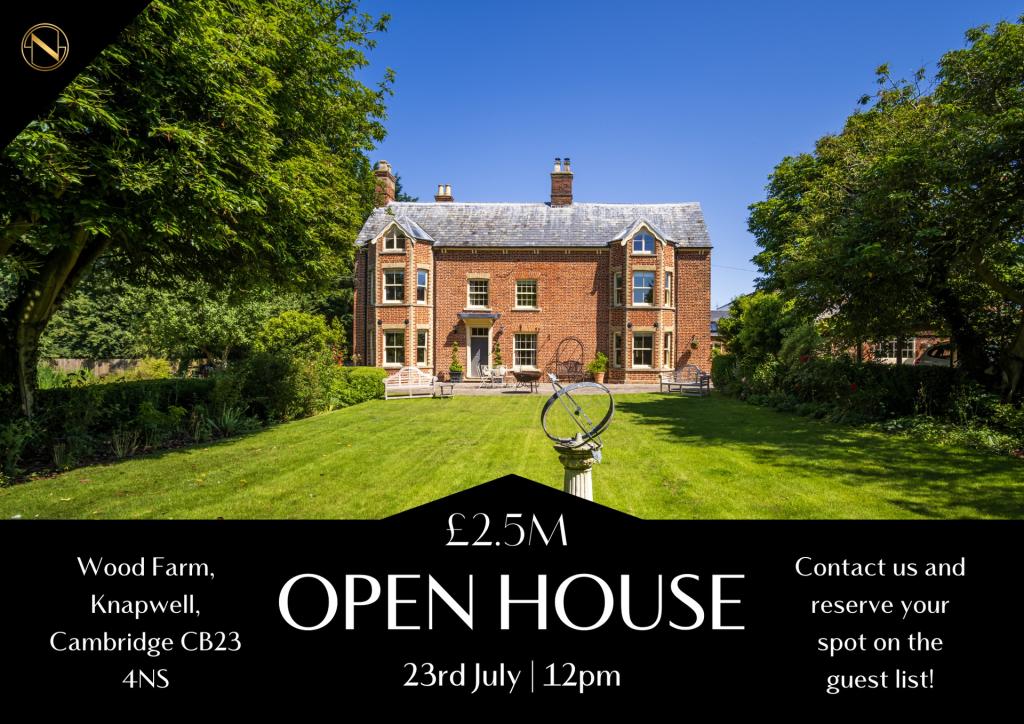 £2.5M
OPEN HOUSE
23rd July | 12pm
Wood Farm,
Knapwell,
Cambridge CB23
4NS
Contact us and
reserve your
spot on the
guest list!